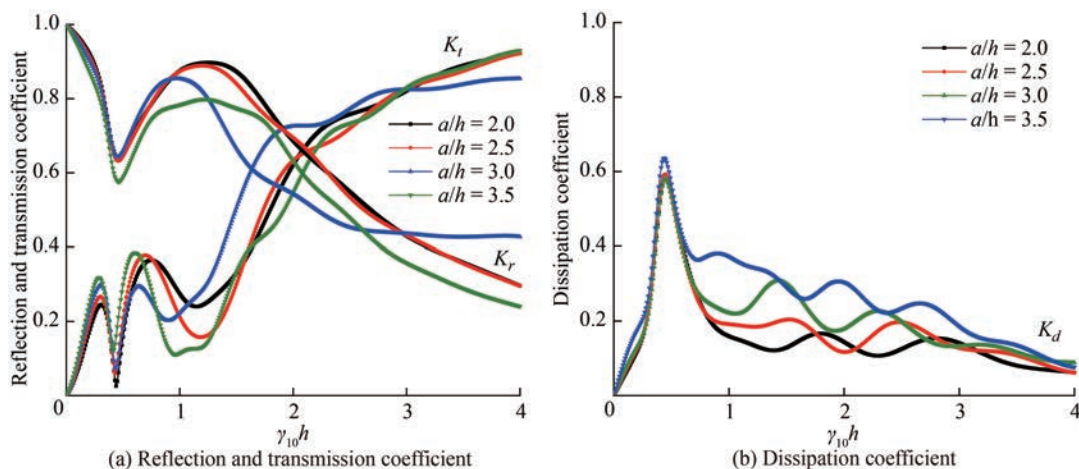 1.0
0.8
0.6
0.4
0.2
0
1
2
3
4
Reflection and transmission coefficient
γ₁₀h
K_t
K_r
a/h = 2.0
a/h = 2.5
a/h = 3.0
a/h = 3.5
(a) Reflection and transmission coefficient
1.0
0.8
0.6
0.4
0.2
0
1
2
3
4
Dissipation coefficient
γ₁₀h
K_d
a/h = 2.0
a/h = 2.5
a/h = 3.0
a/h = 3.5
(b) Dissipation coefficient